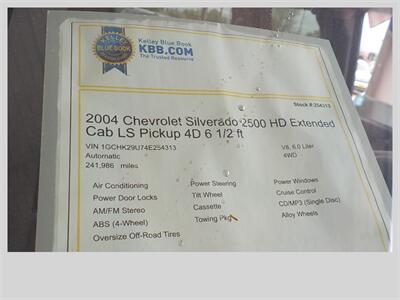 KELLEY
BLUE BOOK
Kelley Blue Book
KBB.COM
The Trusted Resource
Stock #:254313
2004 Chevrolet Silverado 2500 HD Extended
Cab LS Pickup 4D 6 1/2 ft
VIN 1GCHK29U74E254313
V8, 6.0 Liter
Automatic
4WD
241,986 miles
Air Conditioning
Power Steering
Power Windows
Power Door Locks
Tilt Wheel
Cruise Control
AM/FM Stereo
Cassette
CD/MP3 (Single Disc)
ABS (4-Wheel)
Towing Pkg
Alloy Wheels
Oversize Off-Road Tires